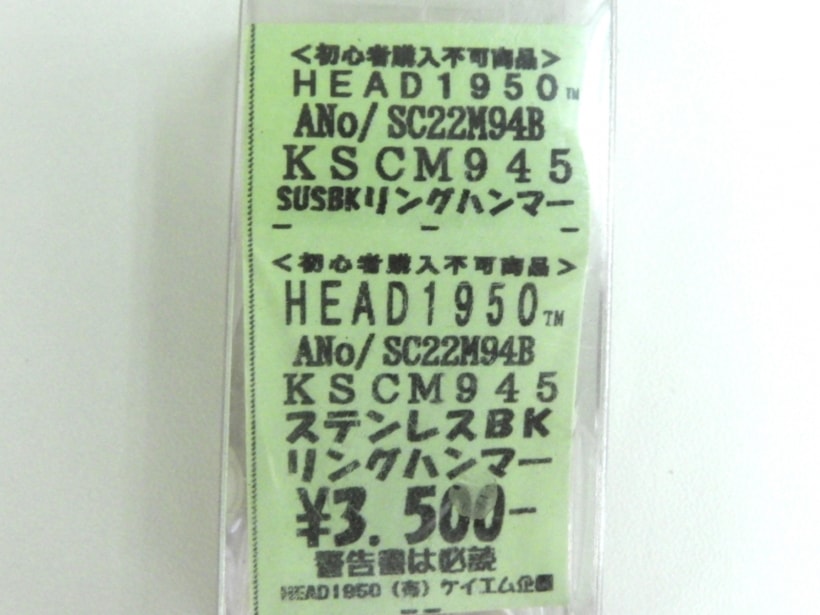 <初心者購入不可商品>
HEAD1950TM
ANo/ SC22M94B
KSCM945
SUSBKリングハンマー
– – –
<初心者購入不可商品>
HEAD1950TM
ANo/ SC22M94B
KSCM945
ステンレスBK
リングハンマー
¥3.500-
警告書は必読
HEAD1950 (有) ケイエム企画